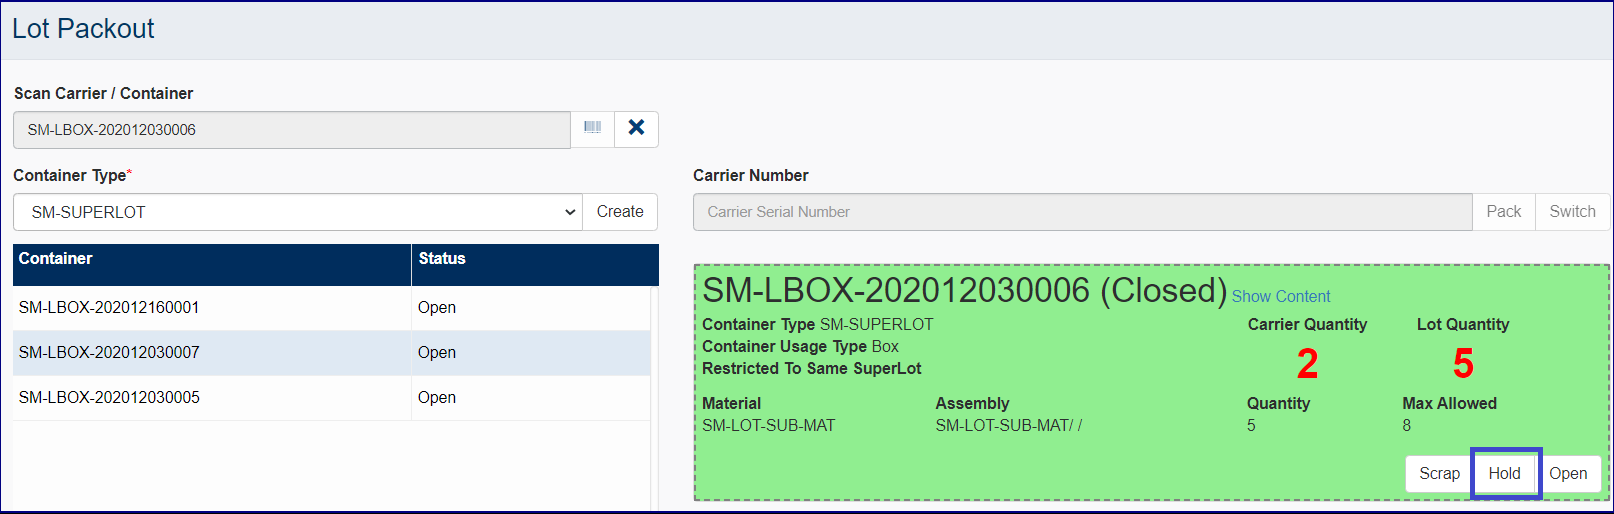 Lot Packout
Scan Carrier / Container
SM-LBOX-202012030006
Container Type*
SM-SUPERLOT
Create
Container Status
SM-LBOX-202012160001 Open
SM-LBOX-202012030007 Open
SM-LBOX-202012030005 Open
Carrier Number
Carrier Serial Number
Pack
Switch
SM-LBOX-202012030006 (Closed) Show Content
Container Type SM-SUPERLOT
Container Usage Type Box
Restricted To Same SuperLot
Carrier Quantity Lot Quantity
2 5
Material Assembly Quantity Max Allowed
SM-LOT-SUB-MAT SM-LOT-SUB-MAT/ / 5 8
Scrap Hold Open